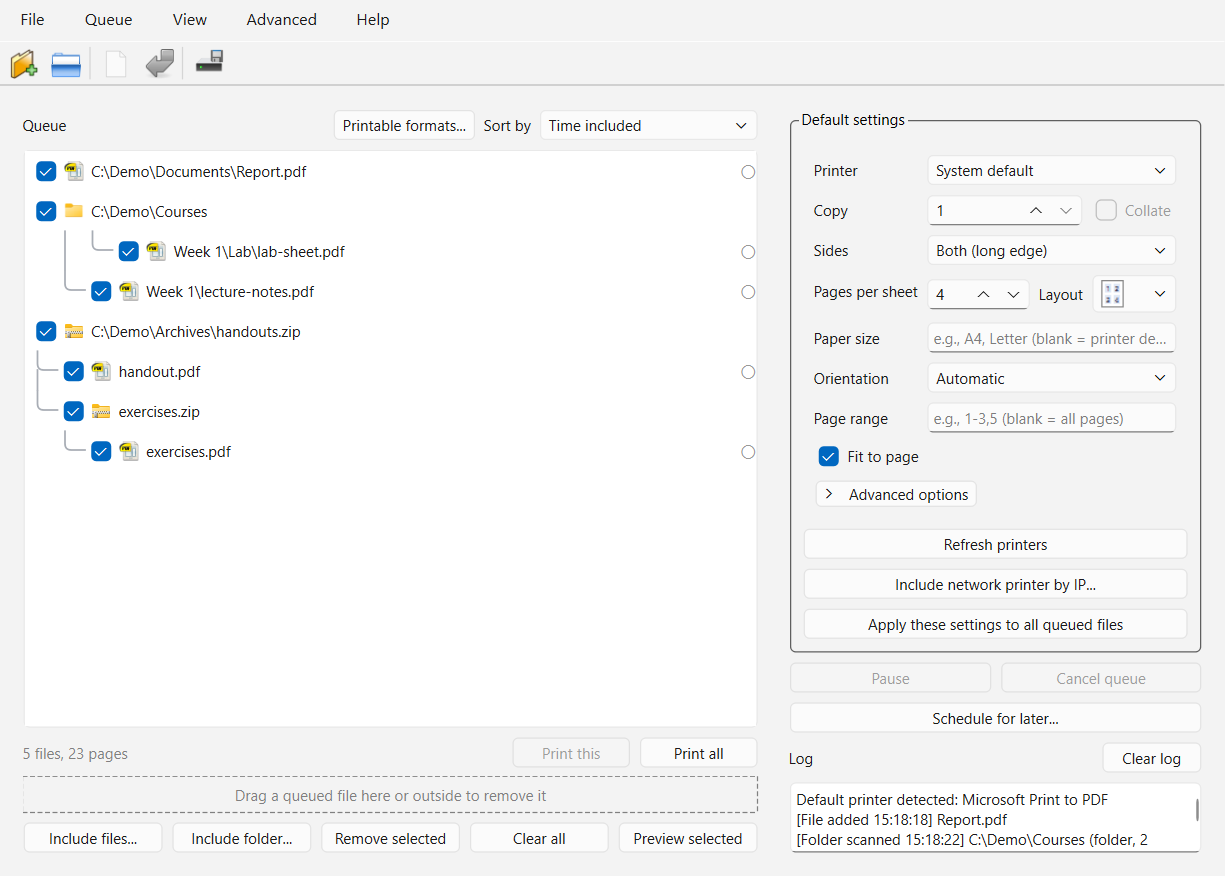 File Queue View Advanced Help
Queue Printable formats... Sort by Time included
C:\Demo\Documents\Report.pdf
C:\Demo\Courses
Week 1\Lab\lab-sheet.pdf
Week 1\lecture-notes.pdf
C:\Demo\Archives\handouts.zip
handout.pdf
exercises.zip
exercises.pdf
5 files, 23 pages Print this Print all
Drag a queued file here or outside to remove it
Include files... Include folder... Remove selected Clear all Preview selected
Default settings
Printer System default
Copy 1 Collate
Sides Both (long edge)
Pages per sheet 4 Layout 1 2
3 4
Paper size e.g., A4, Letter (blank = printer de...
Orientation Automatic
Page range e.g., 1-3,5 (blank = all pages)
Fit to page
Advanced options
Refresh printers
Include network printer by IP...
Apply these settings to all queued files
Pause Cancel queue
Schedule for later...
Log Clear log
Default printer detected: Microsoft Print to PDF
[File added 15:18:18] Report.pdf
[Folder scanned 15:18:22] C:\Demo\Courses (folder, 2